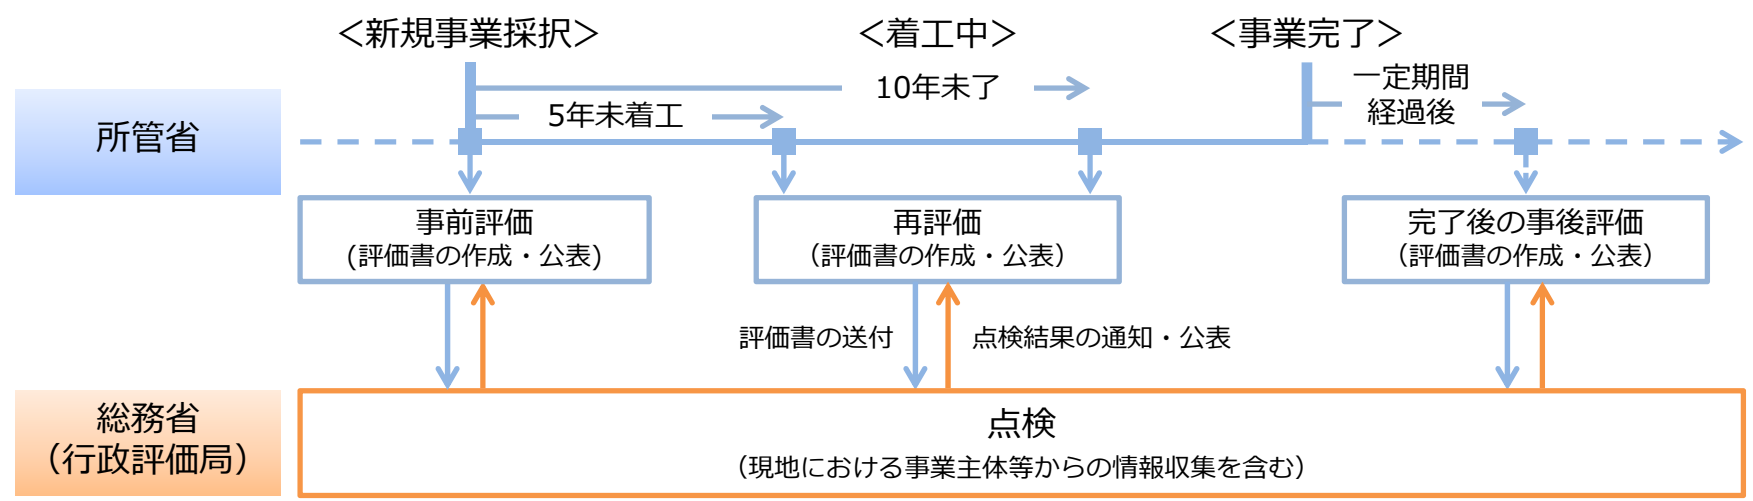 ＜新規事業採択＞
＜着工中＞
＜事業完了＞
10年未了
一定期間
経過後
5年未着工
所管省
事前評価
(評価書の作成・公表)
再評価
（評価書の作成・公表）
完了後の事後評価
（評価書の作成・公表）
評価書の送付
点検結果の通知・公表
総務省
（行政評価局）
点検
（現地における事業主体等からの情報収集を含む）